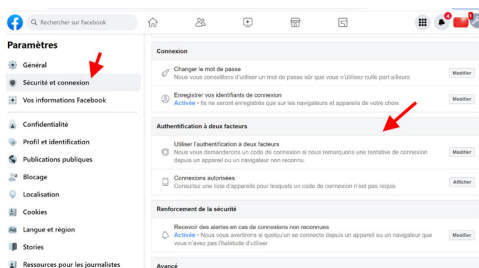 Rechercher sur Facebook
Paramètres
Général
Sécurité et connexion
Vos informations Facebook
Confidentialité
Profil et identification
Publications publiques
Blocage
Localisation
Cookies
Langue et région
Stories
Ressources pour les journalistes
Connexion
Changer le mot de passe
Nous vous conseillons d'utiliser un mot de passe sûr que vous n'utilisez nulle part ailleurs
Modifier
Enregistrer vos identifiants de connexion
Activée • Ils ne seront enregistrés que sur les navigateurs et appareils de votre choix
Modifier
Authentification à deux facteurs
Utiliser l'authentification à deux facteurs
Nous vous demanderons un code de connexion si nous remarquons une tentative de connexion
depuis un appareil ou un navigateur non reconnu.
Modifier
Connexions autorisées
Consultez une liste d'appareils pour lesquels un code de connexion n'est pas requis
Afficher
Renforcement de la sécurité
Recevoir des alertes en cas de connexions non reconnues
Activée • Nous vous avertirons si quelqu'un se connecte depuis un appareil ou un navigateur que
vous n'avez pas l'habitude d'utiliser
Modifier
Avancé